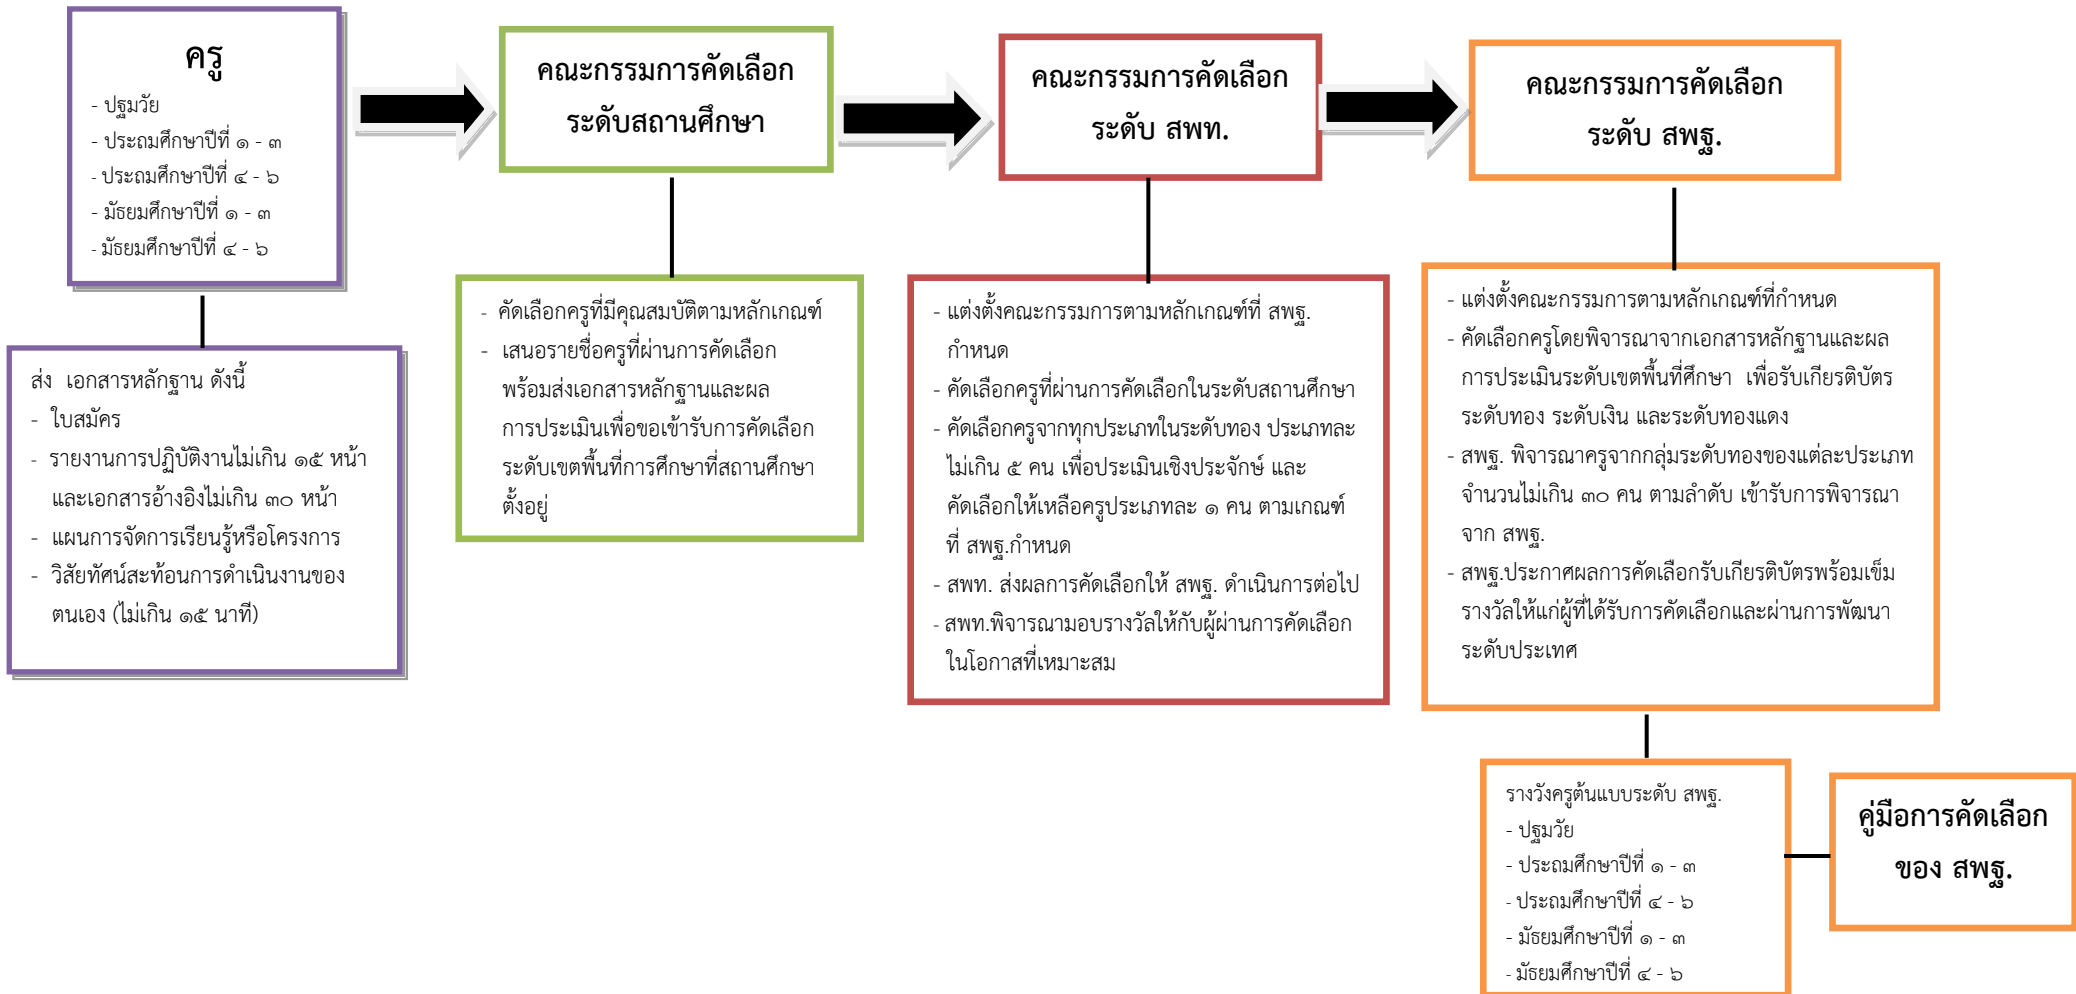 ครู
- ปฐมวัย
- ประถมศึกษาปีที่ ๑ - ๓
- ประถมศึกษาปีที่ ๔ - ๖
- มัธยมศึกษาปีที่ ๑ - ๓
- มัธยมศึกษาปีที่ ๔ - ๖
ส่ง เอกสารหลักฐาน ดังนี้
- ใบสมัคร
- รายงานการปฏิบัติงานไม่เกิน ๑๕ หน้า
และเอกสารอ้างอิงไม่เกิน ๓๐ หน้า
- แผนการจัดการเรียนรู้หรือโครงการ
- วิสัยทัศน์สะท้อนการดำเนินงานของ
ตนเอง (ไม่เกิน ๑๕ นาที)
คณะกรรมการคัดเลือก
ระดับสถานศึกษา
- คัดเลือกครูที่มีคุณสมบัติตามหลักเกณฑ์
- เสนอรายชื่อครูที่ผ่านการคัดเลือก
พร้อมส่งเอกสารหลักฐานและผล
การประเมินเพื่อขอเข้ารับการคัดเลือก
ระดับเขตพื้นที่การศึกษาที่สถานศึกษา
ตั้งอยู่
คณะกรรมการคัดเลือก
ระดับ สพท.
- แต่งตั้งคณะกรรมการตามหลักเกณฑ์ที่ สพฐ.
กำหนด
- คัดเลือกครูที่ผ่านการคัดเลือกในระดับสถานศึกษา
- คัดเลือกครูจากทุกประเภทในระดับทอง ประเภทละ
ไม่เกิน ๕ คน เพื่อประเมินเชิงประจักษ์ และ
คัดเลือกให้เหลือครูประเภทละ ๑ คน ตามเกณฑ์
ที่ สพฐ.กำหนด
- สพท. ส่งผลการคัดเลือกให้ สพฐ. ดำเนินการต่อไป
- สพท.พิจารณามอบรางวัลให้กับผู้ผ่านการคัดเลือก
ในโอกาสที่เหมาะสม
คณะกรรมการคัดเลือก
ระดับ สพฐ.
- แต่งตั้งคณะกรรมการตามหลักเกณฑ์ที่กำหนด
- คัดเลือกครูโดยพิจารณาจากเอกสารหลักฐานและผล
การประเมินระดับเขตพื้นที่ศึกษา เพื่อรับเกียรติบัตร
ระดับทอง ระดับเงิน และระดับทองแดง
- สพฐ. พิจารณาครูจากกลุ่มระดับทองของแต่ละประเภท
จำนวนไม่เกิน ๓๐ คน ตามลำดับ เข้ารับการพิจารณา
จาก สพฐ.
- สพฐ.ประกาศผลการคัดเลือกรับเกียรติบัตรพร้อมเข็ม
รางวัลให้แก่ผู้ที่ได้รับการคัดเลือกและผ่านการพัฒนา
ระดับประเทศ
รางวังครูต้นแบบระดับ สพฐ.
- ปฐมวัย
- ประถมศึกษาปีที่ ๑ - ๓
- ประถมศึกษาปีที่ ๔ - ๖
- มัธยมศึกษาปีที่ ๑ - ๓
- มัธยมศึกษาปีที่ ๔ - ๖
คู่มือการคัดเลือก
ของ สพฐ.